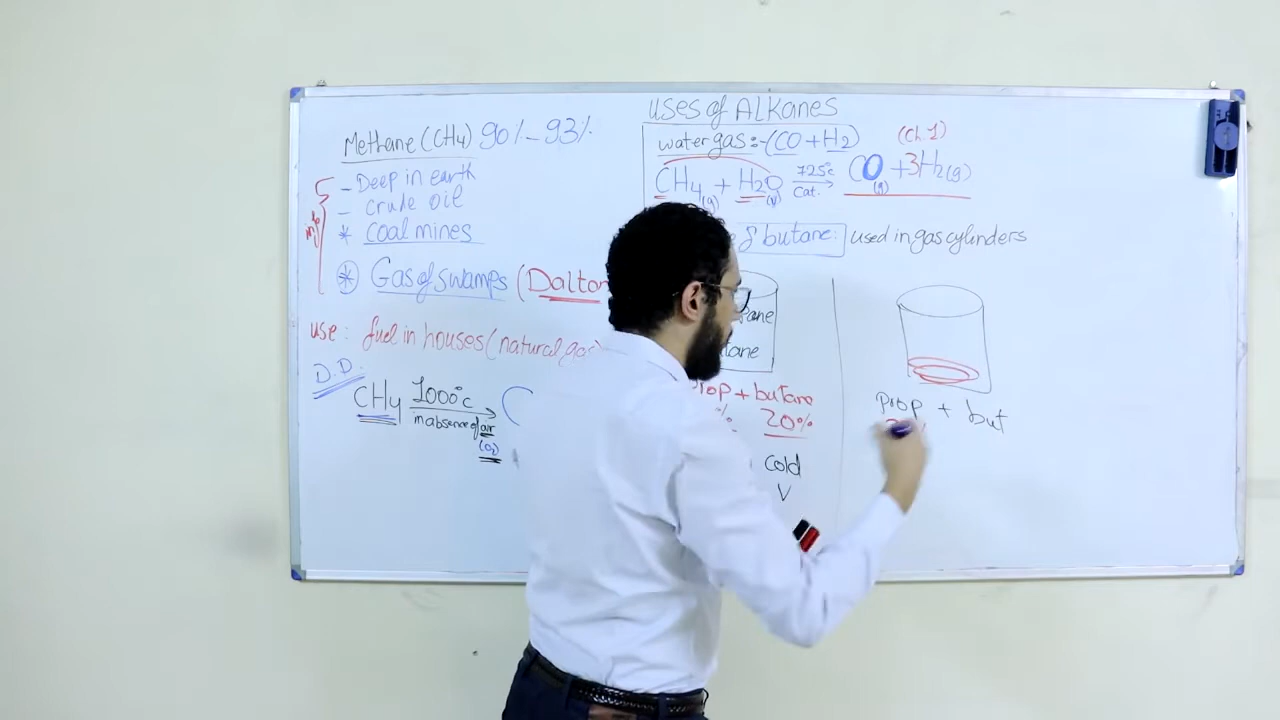 Methane (CH4) 90% - 93%
- Deep in earth
- crude oil
* coal mines
* Gas of swamps (Dalton
use: fuel in houses (natural gas)
D.D:
CH4 1000°c
in absence of air
(O2)
Uses of Alkanes
water gas :- (CO + H2) (Ch.1)
CH4(g) + H2O(v) 725°c Cat. → CO(g) + 3H2(g)
& butane: used in gas cylinders
ane
tane
prop + butane
% 20%
cold
V
prop + but